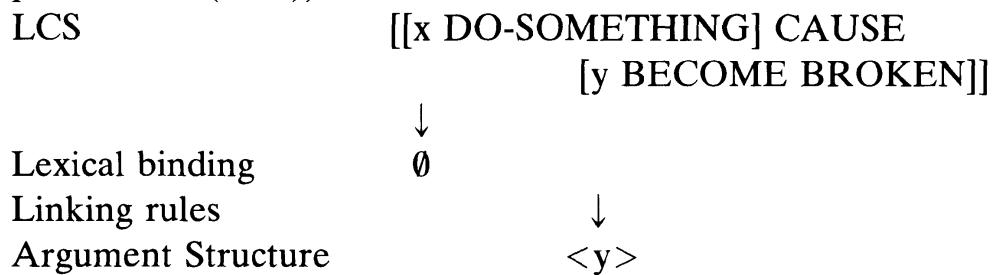 LCS [[x DO-SOMETHING] CAUSE
[y BECOME BROKEN]]
↓
Lexical binding ∅
Linking rules ↓
Argument Structure <y>